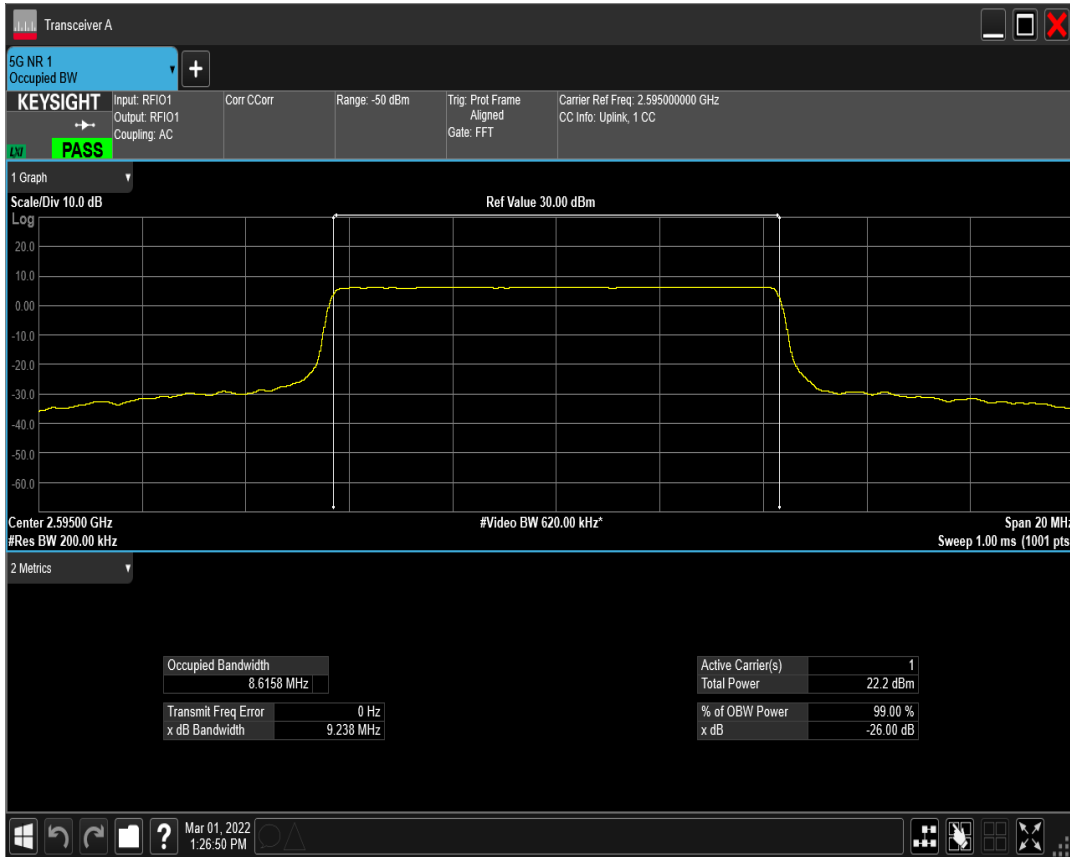 Transceiver A
5G NR 1
Occupied BW
+
KEYSIGHT
Input: RFIO1
Output: RFIO1
Coupling: AC
LXI
PASS
Corr CCorr
Range: -50 dBm
Trig: Prot Frame
Aligned
Gate: FFT
Carrier Ref Freq: 2.595000000 GHz
CC Info: Uplink, 1 CC
1 Graph
Scale/Div 10.0 dB
Ref Value 30.00 dBm
Log
20.0
10.0
0.00
-10.0
-20.0
-30.0
-40.0
-50.0
-60.0
Center 2.59500 GHz
#Video BW 620.00 kHz*
Span 20 MHz
#Res BW 200.00 kHz
Sweep 1.00 ms (1001 pts
2 Metrics
Occupied Bandwidth
8.6158 MHz
Transmit Freq Error 0 Hz
x dB Bandwidth 9.238 MHz
Active Carrier(s) 1
Total Power 22.2 dBm
% of OBW Power 99.00 %
x dB -26.00 dB
?
Mar 01, 2022
1:26:50 PM